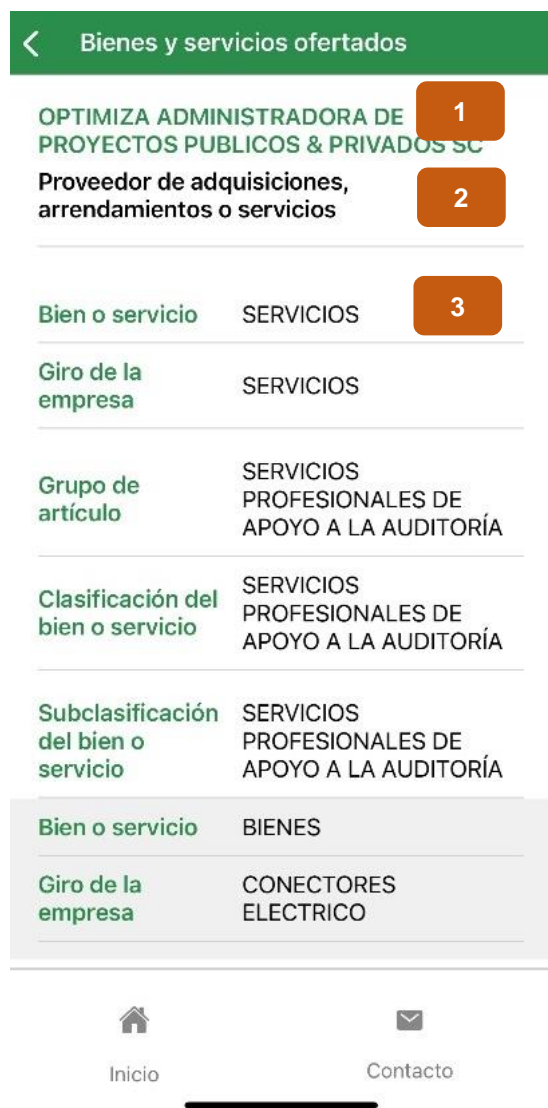 Bienes y servicios ofertados
OPTIMIZA ADMINISTRADORA DE
1
PROYECTOS PUBLICOS & PRIVADOS SC
Proveedor de adquisiciones,
arrendamientos o servicios
2
Bien o servicio SERVICIOS
3
Giro de la
empresa
SERVICIOS
Grupo de
artículo
SERVICIOS
PROFESIONALES DE
APOYO A LA AUDITORÍA
Clasificación del
bien o servicio
SERVICIOS
PROFESIONALES DE
APOYO A LA AUDITORÍA
Subclasificación
del bien o
servicio
SERVICIOS
PROFESIONALES DE
APOYO A LA AUDITORÍA
Bien o servicio BIENES
Giro de la
empresa
CONECTORES
ELECTRICO
Inicio
Contacto